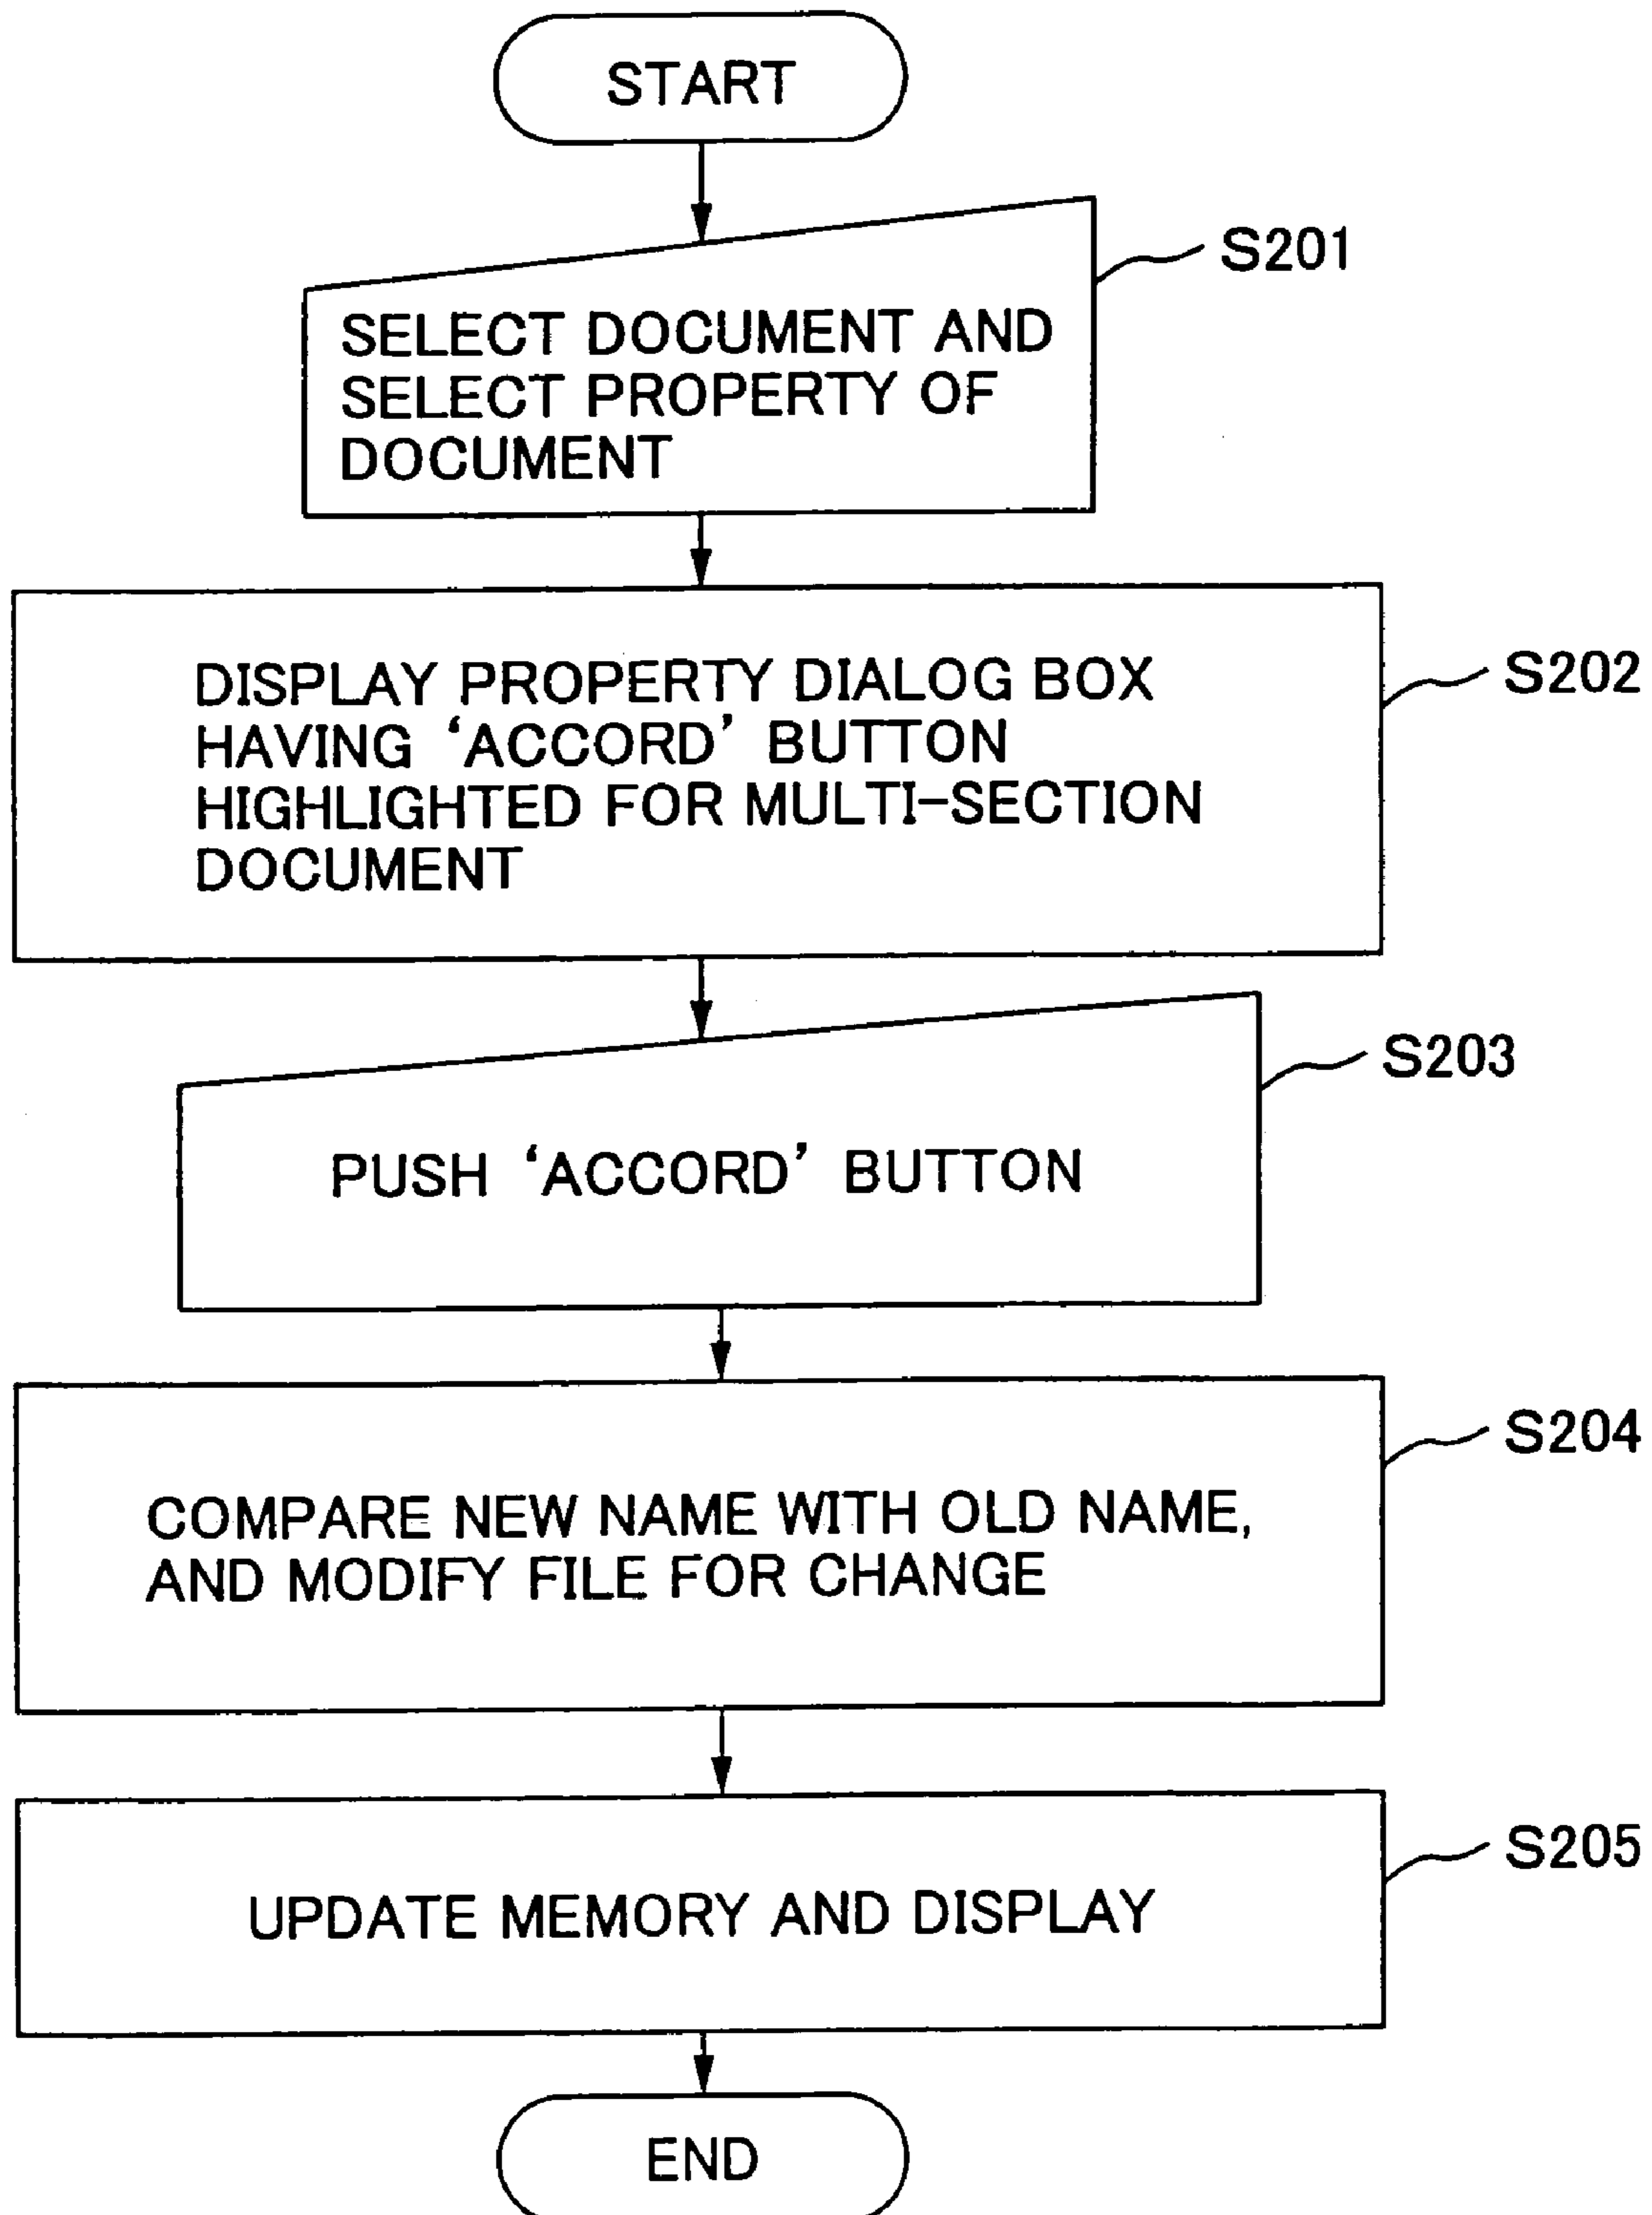 START
S201
SELECT DOCUMENT AND
SELECT PROPERTY OF
DOCUMENT
S202
DISPLAY PROPERTY DIALOG BOX
HAVING ‘ACCORD’ BUTTON
HIGHLIGHTED FOR MULTI-SECTION
DOCUMENT
S203
PUSH ‘ACCORD’ BUTTON
S204
COMPARE NEW NAME WITH OLD NAME,
AND MODIFY FILE FOR CHANGE
S205
UPDATE MEMORY AND DISPLAY
END